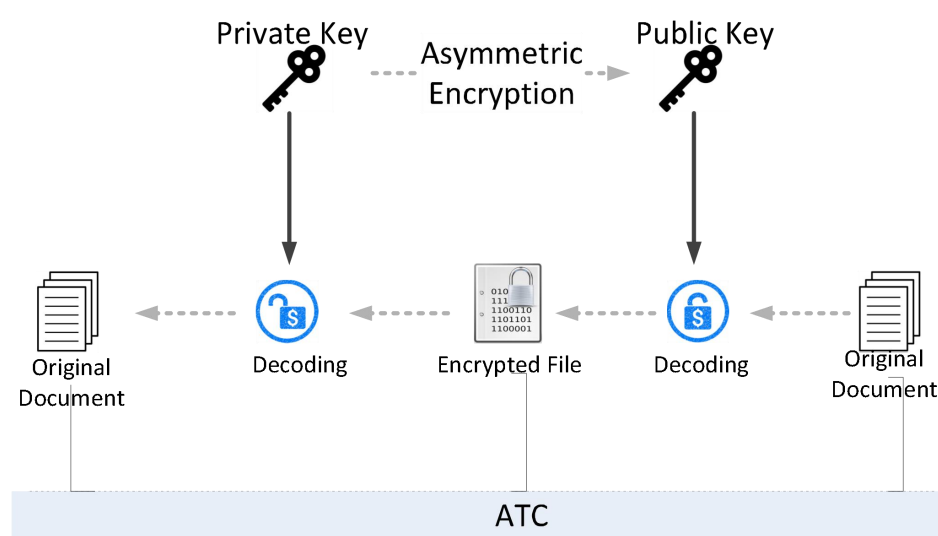 Private Key
Public Key
Asymmetric
Encryption
010
111
1100110
1101101
1100001
$
$
Original
Document
Decoding
Encrypted File
Decoding
Original
Document
ATC